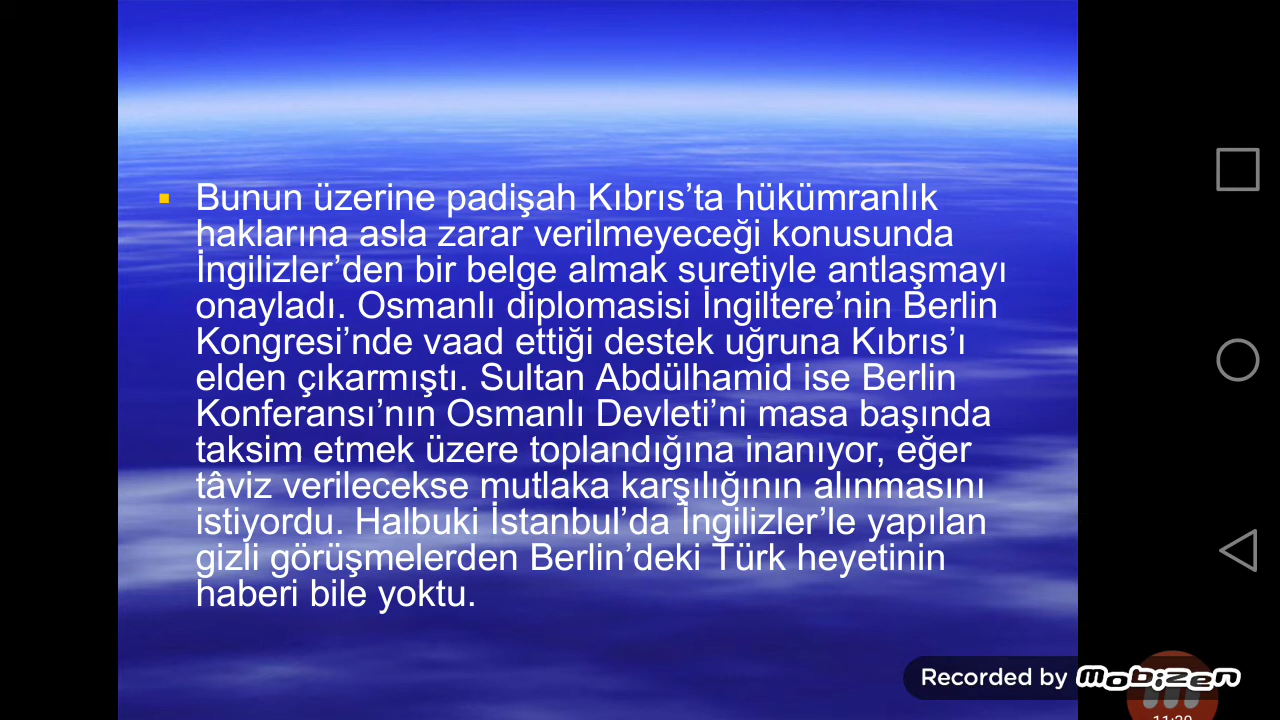 Bunun üzerine padişah Kıbrıs’ta hükümranlık
haklarına asla zarar verilmeyeceği konusunda
İngilizler’den bir belge almak suretiyle antlaşmayı
onayladı. Osmanlı diplomasisi İngiltere’nin Berlin
Kongresi’nde vaad ettiği destek uğruna Kıbrıs’ı
elden çıkarmıştı. Sultan Abdülhamid ise Berlin
Konferansı’nın Osmanlı Devleti’ni masa başında
taksim etmek üzere toplandığına inanıyor, eğer
tâviz verilecekse mutlaka karşılığının alınmasını
istiyordu. Halbuki İstanbul’da İngilizler’le yapılan
gizli görüşmelerden Berlin’deki Türk heyetinin
haberi bile yoktu.
Recorded by mobizen